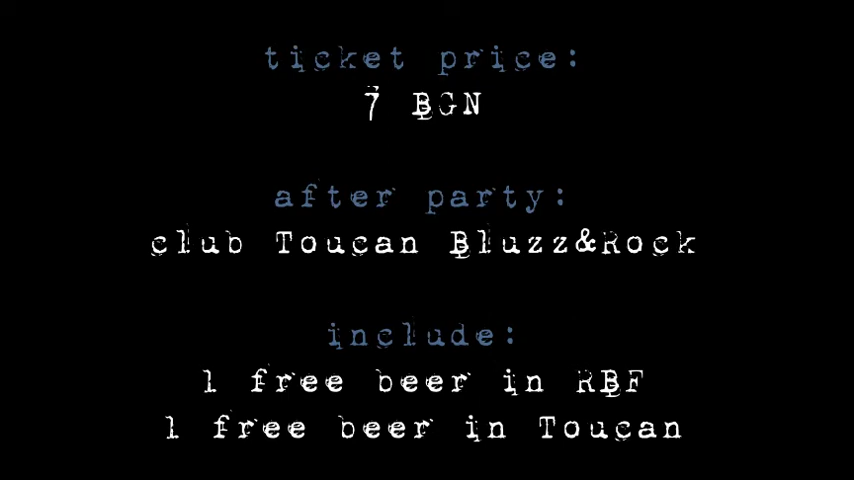 ticket price:
7 BGN
after party:
club Toucan Bluzz&Rock
include:
1 free beer in RBF
1 free beer in Toucan